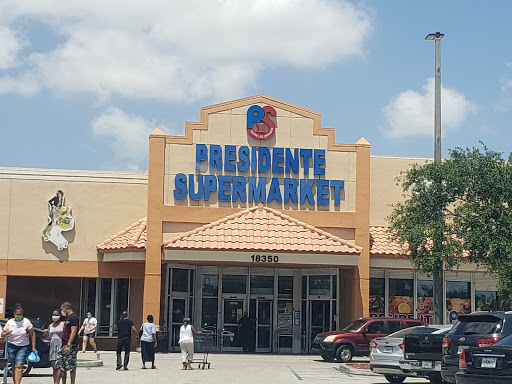 PS
PRESIDENTE
SUPERMARKET
18350